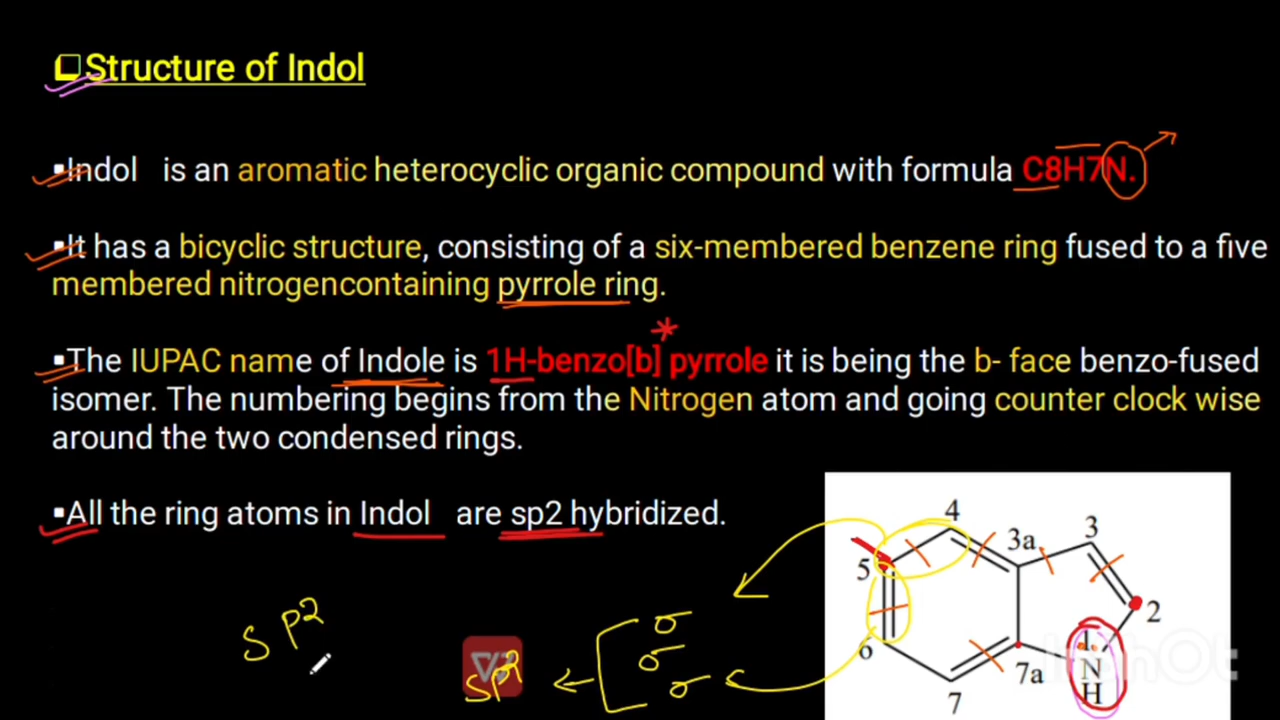 Structure of Indol
▪Indol is an aromatic heterocyclic organic compound with formula C8H7N.
▪It has a bicyclic structure, consisting of a six-membered benzene ring fused to a five
membered nitrogencontaining pyrrole ring.
▪The IUPAC name of Indole is 1H-benzo[b] pyrrole it is being the b- face benzo-fused
isomer. The numbering begins from the Nitrogen atom and going counter clock wise
around the two condensed rings.
▪All the ring atoms in Indol are sp2 hybridized.
4
3a
3
5
2
6
1
N
H
7a
7
sp2
σ
σ
σ
sp2